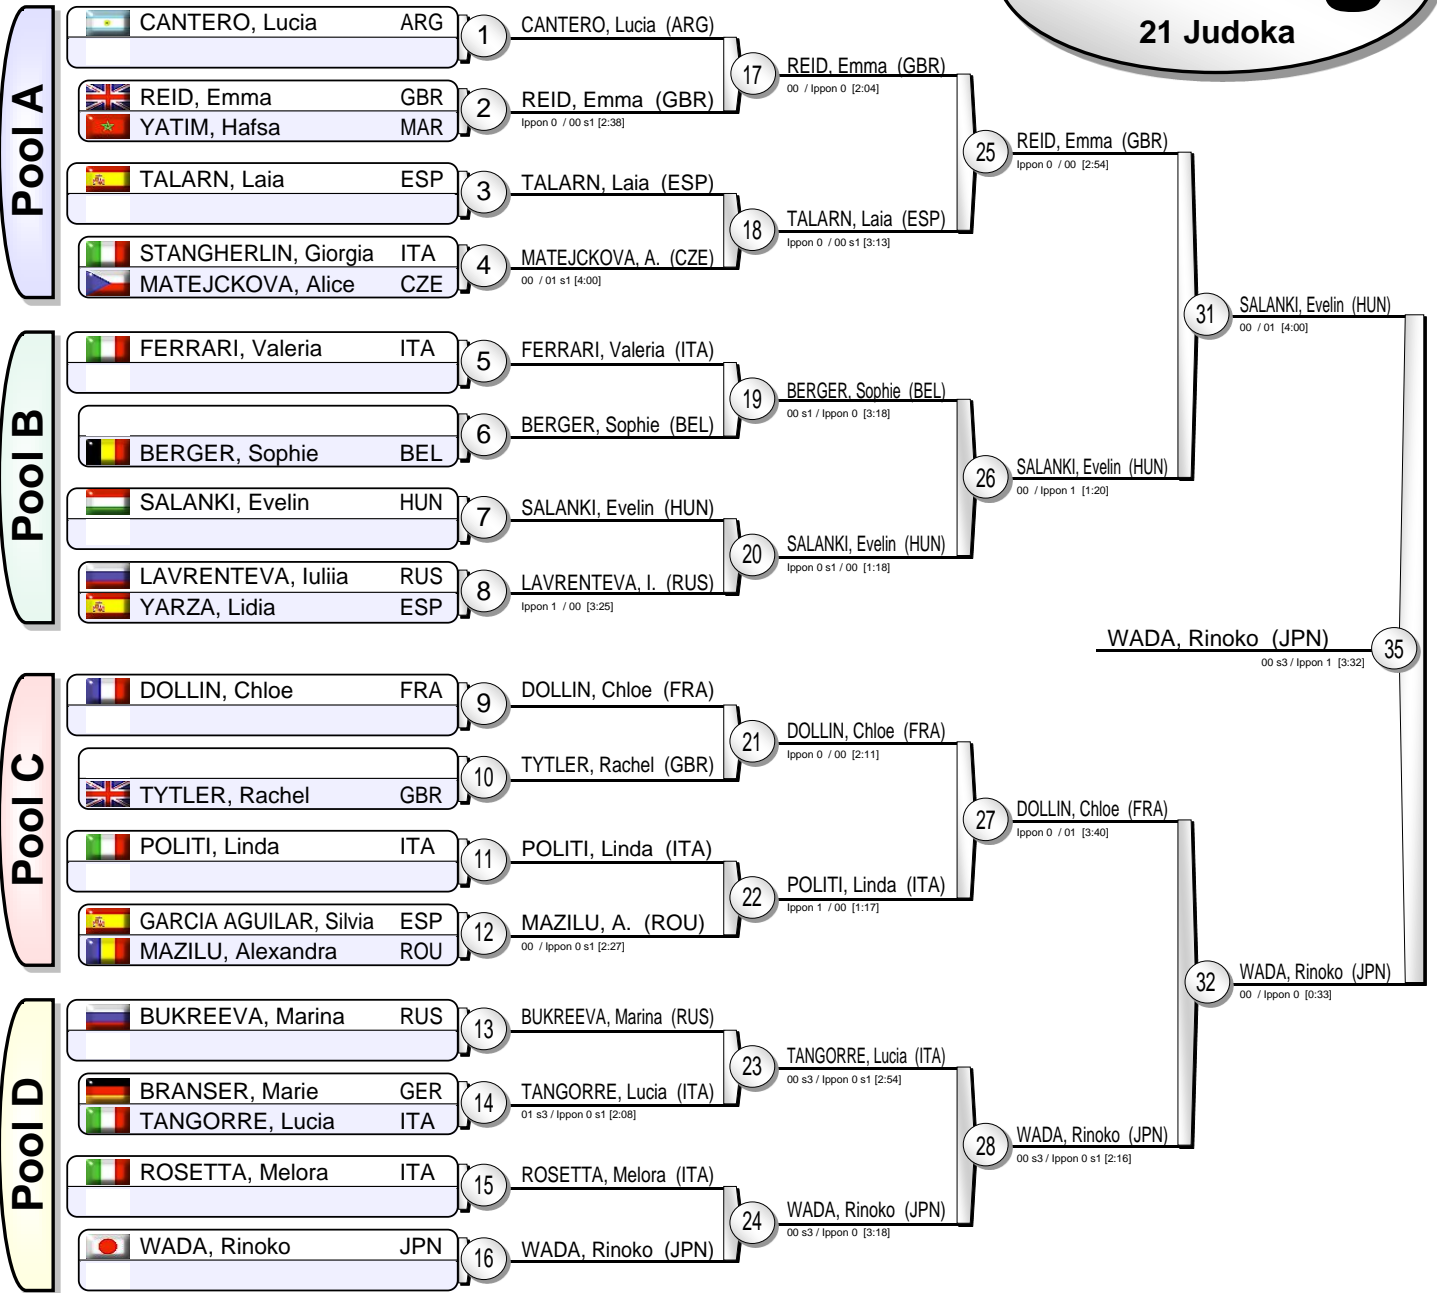 21 Judoka
Pool A
CANTERO, Lucia ARG
1
REID, Emma GBR
YATIM, Hafsa MAR
2
TALARN, Laia ESP
3
STANGHERLIN, Giorgia ITA
MATEJCKOVA, Alice CZE
4
Pool B
FERRARI, Valeria ITA
5
BERGER, Sophie BEL
6
SALANKI, Evelin HUN
7
LAVRENTEVA, Iuliia RUS
YARZA, Lidia ESP
8
Pool C
DOLLIN, Chloe FRA
9
TYTLER, Rachel GBR
10
POLITI, Linda ITA
11
GARCIA AGUILAR, Silvia ESP
MAZILU, Alexandra ROU
12
Pool D
BUKREEVA, Marina RUS
13
BRANSER, Marie GER
TANGORRE, Lucia ITA
14
ROSETTA, Melora ITA
15
WADA, Rinoko JPN
16
CANTERO, Lucia (ARG)
REID, Emma (GBR)
Ippon 0 / 00 s1 [2:38]
17
TALARN, Laia (ESP)
MATEJCKOVA, A. (CZE)
00 / 01 s1 [4:00]
18
FERRARI, Valeria (ITA)
BERGER, Sophie (BEL)
19
SALANKI, Evelin (HUN)
LAVRENTEVA, I. (RUS)
Ippon 1 / 00 [3:25]
20
DOLLIN, Chloe (FRA)
TYTLER, Rachel (GBR)
21
POLITI, Linda (ITA)
MAZILU, A. (ROU)
00 / Ippon 0 s1 [2:27]
22
BUKREEVA, Marina (RUS)
TANGORRE, Lucia (ITA)
01 s3 / Ippon 0 s1 [2:08]
23
ROSETTA, Melora (ITA)
WADA, Rinoko (JPN)
24
REID, Emma (GBR)
00 / Ippon 0 [2:04]
TALARN, Laia (ESP)
Ippon 0 / 00 s1 [3:13]
25
BERGER, Sophie (BEL)
00 s1 / Ippon 0 [3:18]
SALANKI, Evelin (HUN)
Ippon 0 s1 / 00 [1:18]
26
DOLLIN, Chloe (FRA)
Ippon 0 / 00 [2:11]
POLITI, Linda (ITA)
Ippon 1 / 00 [1:17]
27
TANGORRE, Lucia (ITA)
00 s3 / Ippon 0 s1 [2:54]
WADA, Rinoko (JPN)
00 s3 / Ippon 0 [3:18]
28
REID, Emma (GBR)
Ippon 0 / 00 [2:54]
SALANKI, Evelin (HUN)
00 / Ippon 1 [1:20]
31
DOLLIN, Chloe (FRA)
Ippon 0 / 01 [3:40]
WADA, Rinoko (JPN)
00 s3 / Ippon 0 s1 [2:16]
32
SALANKI, Evelin (HUN)
00 / 01 [4:00]
WADA, Rinoko (JPN)
00 / Ippon 0 [0:33]
WADA, Rinoko (JPN)
00 s3 / Ippon 1 [3:32]
35